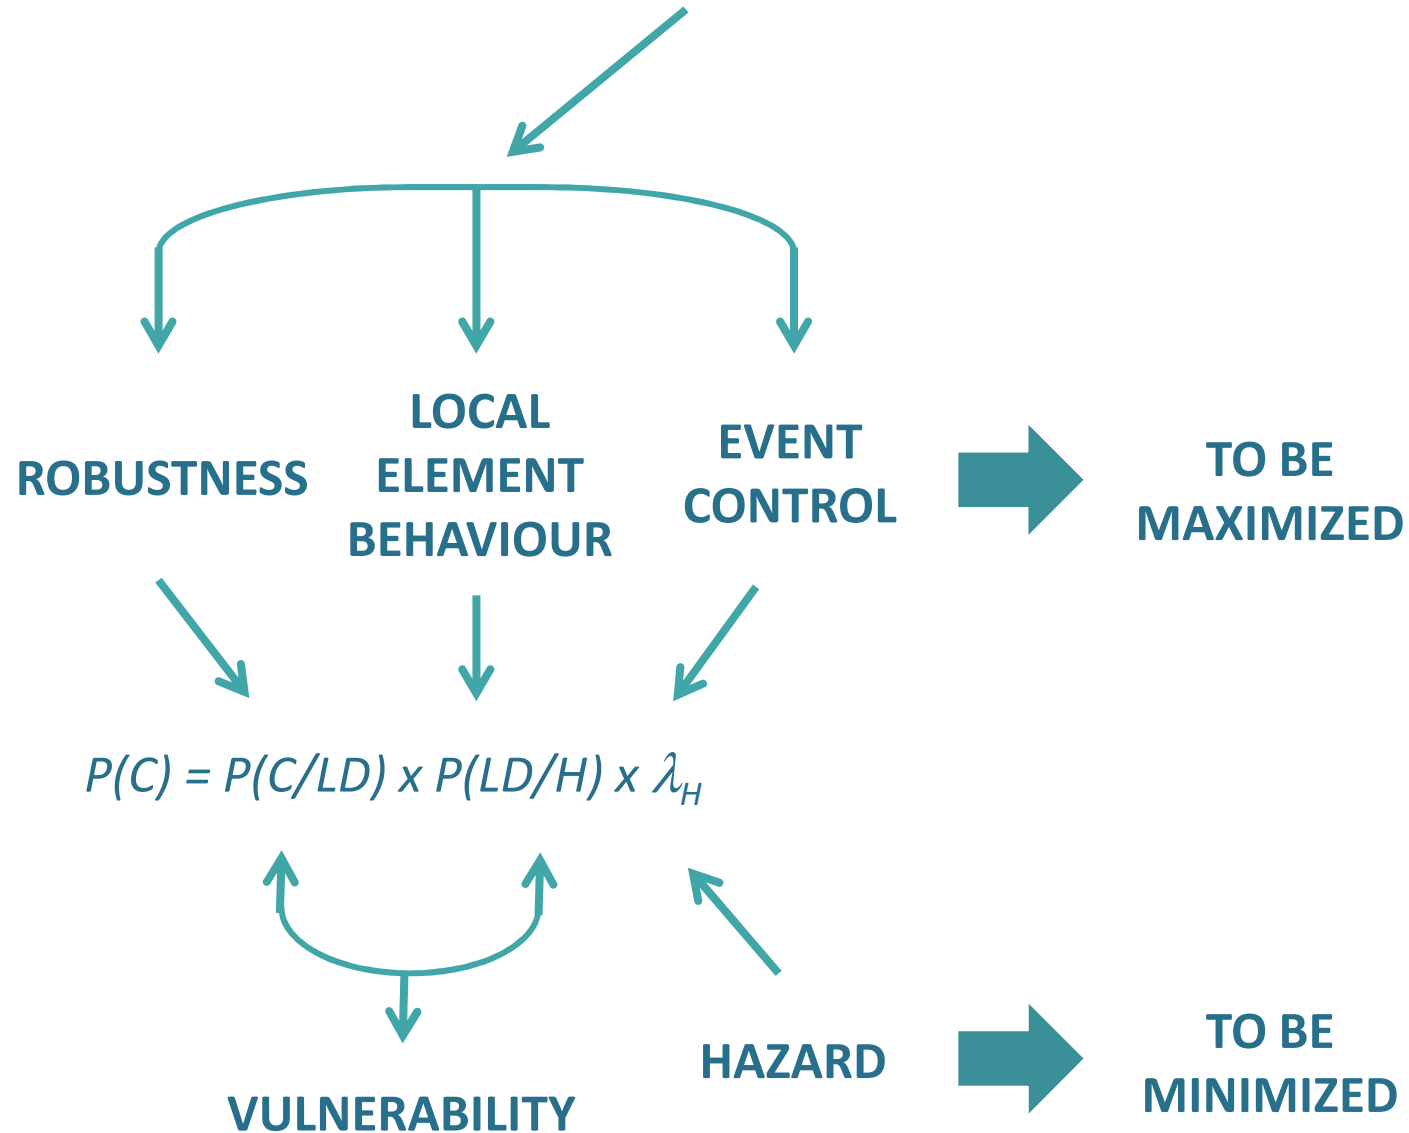 ROBUSTNESS
LOCAL
ELEMENT
BEHAVIOUR
EVENT
CONTROL
TO BE
MAXIMIZED
P(C) = P(C/LD) x P(LD/H) x λH
VULNERABILITY
HAZARD
TO BE
MINIMIZED